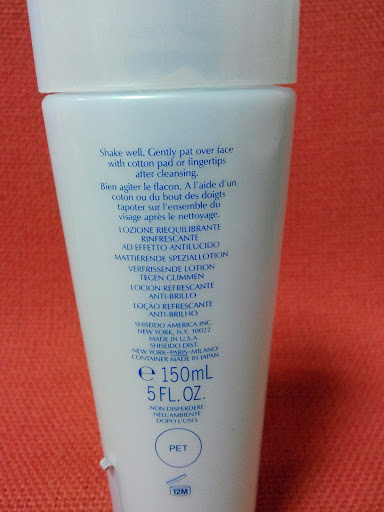 Shake well. Gently pat over face
with cotton pad or fingertips
after cleansing.
Bien agiter le flacon. A l'aide d'un
coton ou du bout des doigts
tapoter sur l'ensemble du
visage après le nettoyage.
LOZIONE RIEQUILIBRANTE
RINFRESCANTE
AD EFFETTO ANTILUCIDO
MATTIERENDE SPEZIALLOTION
VERFRISSENDE LOTION
TEGEN GLIMMEN
LOCION REFRESCANTE
ANTI-BRILLO
LOÇÃO REFRESCANTE
ANTI-BRILHO
SHISEIDO AMERICA INC.
NEW YORK, N.Y. 10022
MADE IN U.S.A.
SHISEIDO DIST.
NEW YORK-PARIS-MILANO
CONTAINER MADE IN JAPAN
℮ 150mL
5 FL. OZ.
NON DISPERDERE
NELL'AMBIENTE
DOPO L'USO.
PET
12M